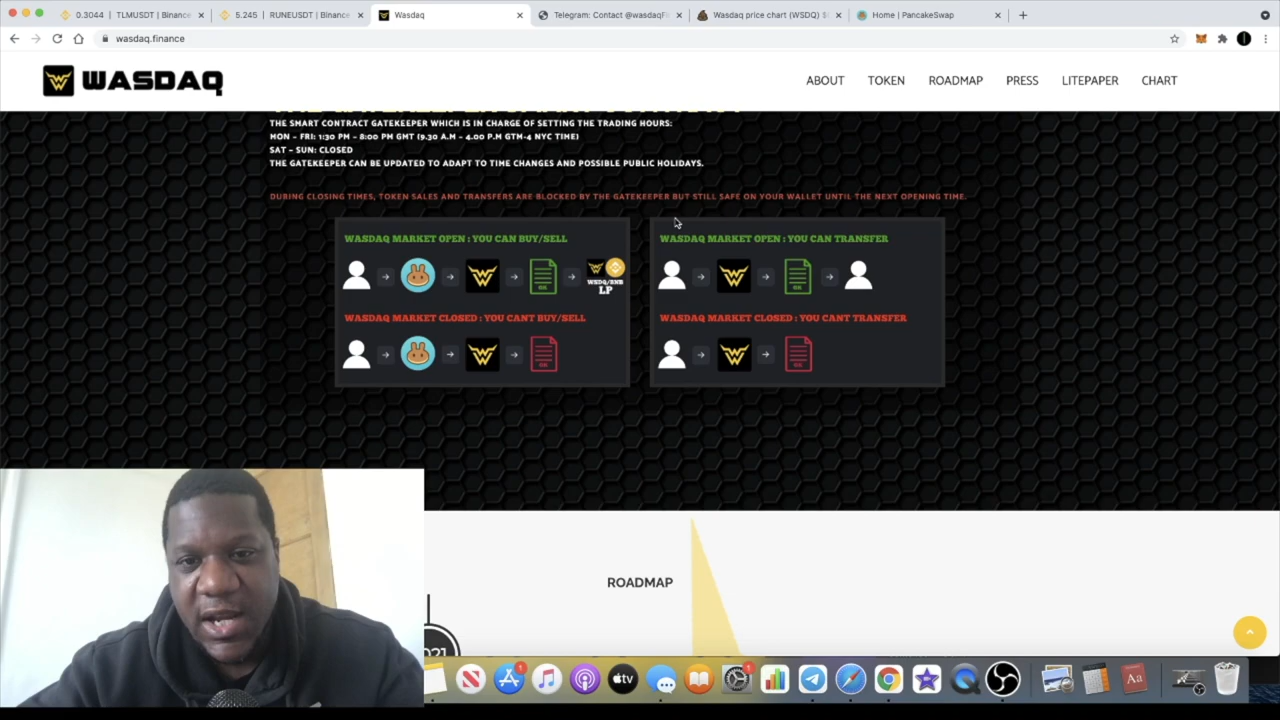 0.3044 | TLMUSDT | Binance
5.245 | RUNEUSDT | Binance
Wasdaq
Telegram: Contact @wasdaqFi
Wasdaq price chart (WSDQ) $
Home | PancakeSwap
wasdaq.finance
WASDAQ
ABOUT
TOKEN
ROADMAP
PRESS
LITEPAPER
CHART
THE SMART CONTRACT GATEKEEPER WHICH IS IN CHARGE OF SETTING THE TRADING HOURS:
MON – FRI: 1:30 PM – 8:00 PM GMT (9.30 A.M – 4.00 P.M GTM-4 NYC TIME)
SAT – SUN: CLOSED
THE GATEKEEPER CAN BE UPDATED TO ADAPT TO TIME CHANGES AND POSSIBLE PUBLIC HOLIDAYS.
DURING CLOSING TIMES, TOKEN SALES AND TRANSFERS ARE BLOCKED BY THE GATEKEEPER BUT STILL SAFE ON YOUR WALLET UNTIL THE NEXT OPENING TIME.
WASDAQ MARKET OPEN : YOU CAN BUY/SELL
WSDQ/BNB
LP
WASDAQ MARKET CLOSED : YOU CANT BUY/SELL
WASDAQ MARKET OPEN : YOU CAN TRANSFER
WASDAQ MARKET CLOSED : YOU CANT TRANSFER
ROADMAP
tv